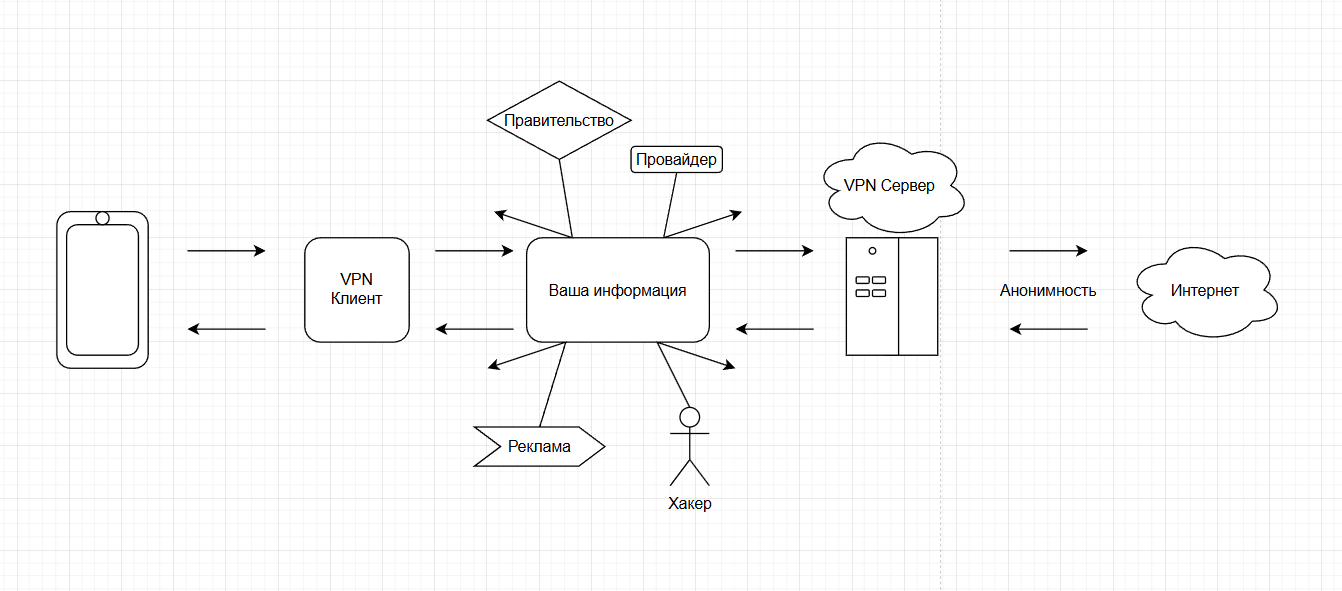 Правительство
Провайдер
VPN Сервер
VPN
Клиент
Ваша информация
Анонимность
Интернет
Реклама
Хакер